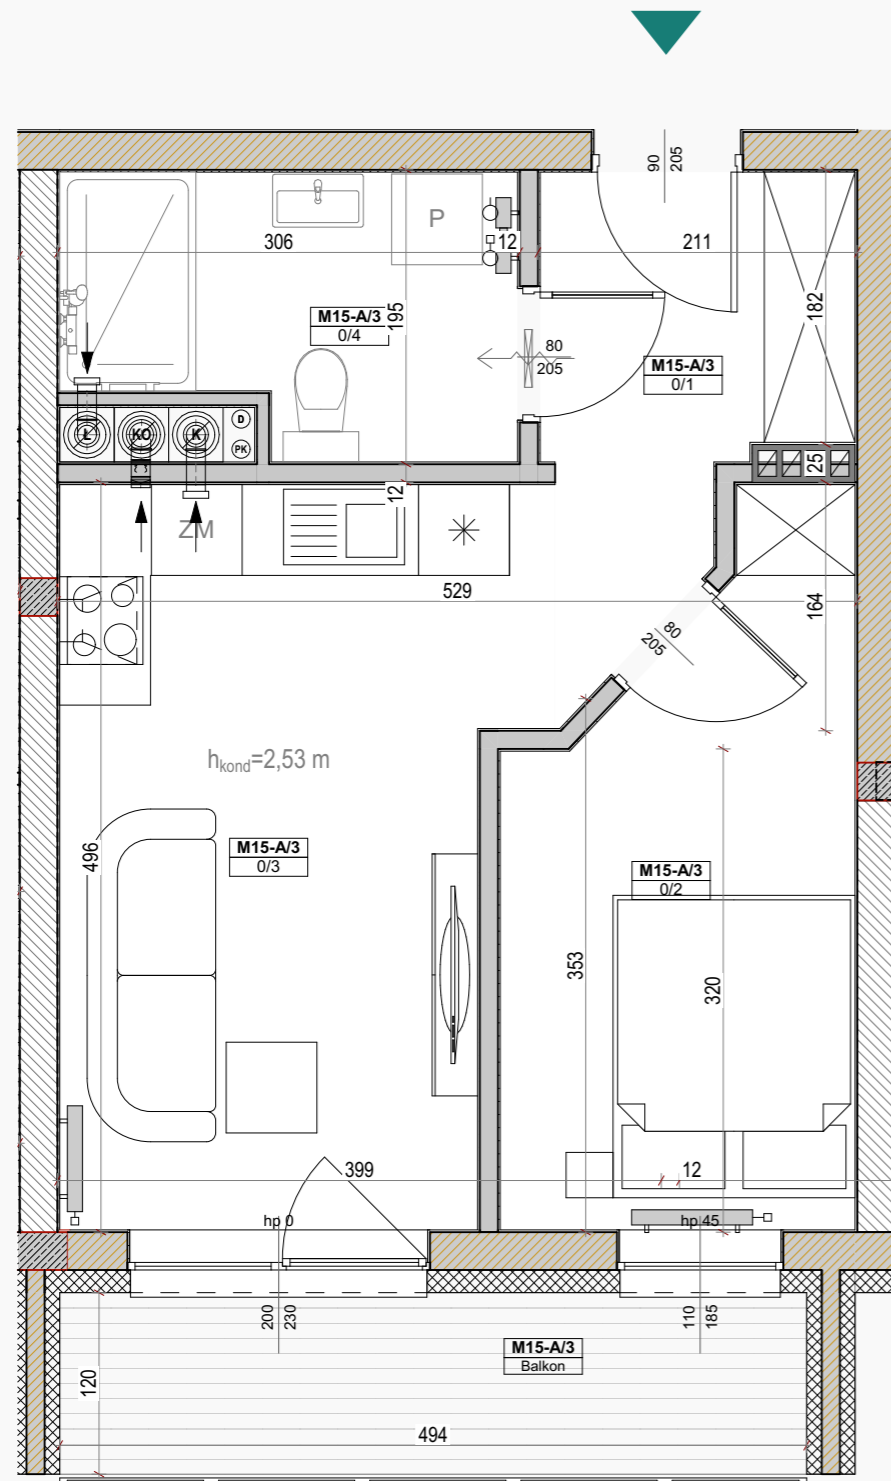 90
205
P
306
12
211
M15-A/3
0/4
195
182
80
205
M15-A/3
0/1
Ł
KO
K
D
PK
25
12
ZM
529
164
80
205
hkond=2,53 m
M15-A/3
0/3
496
M15-A/3
0/2
353
320
399
12
hp 0
hp 45
200
230
110
185
M15-A/3
Balkon
120
494